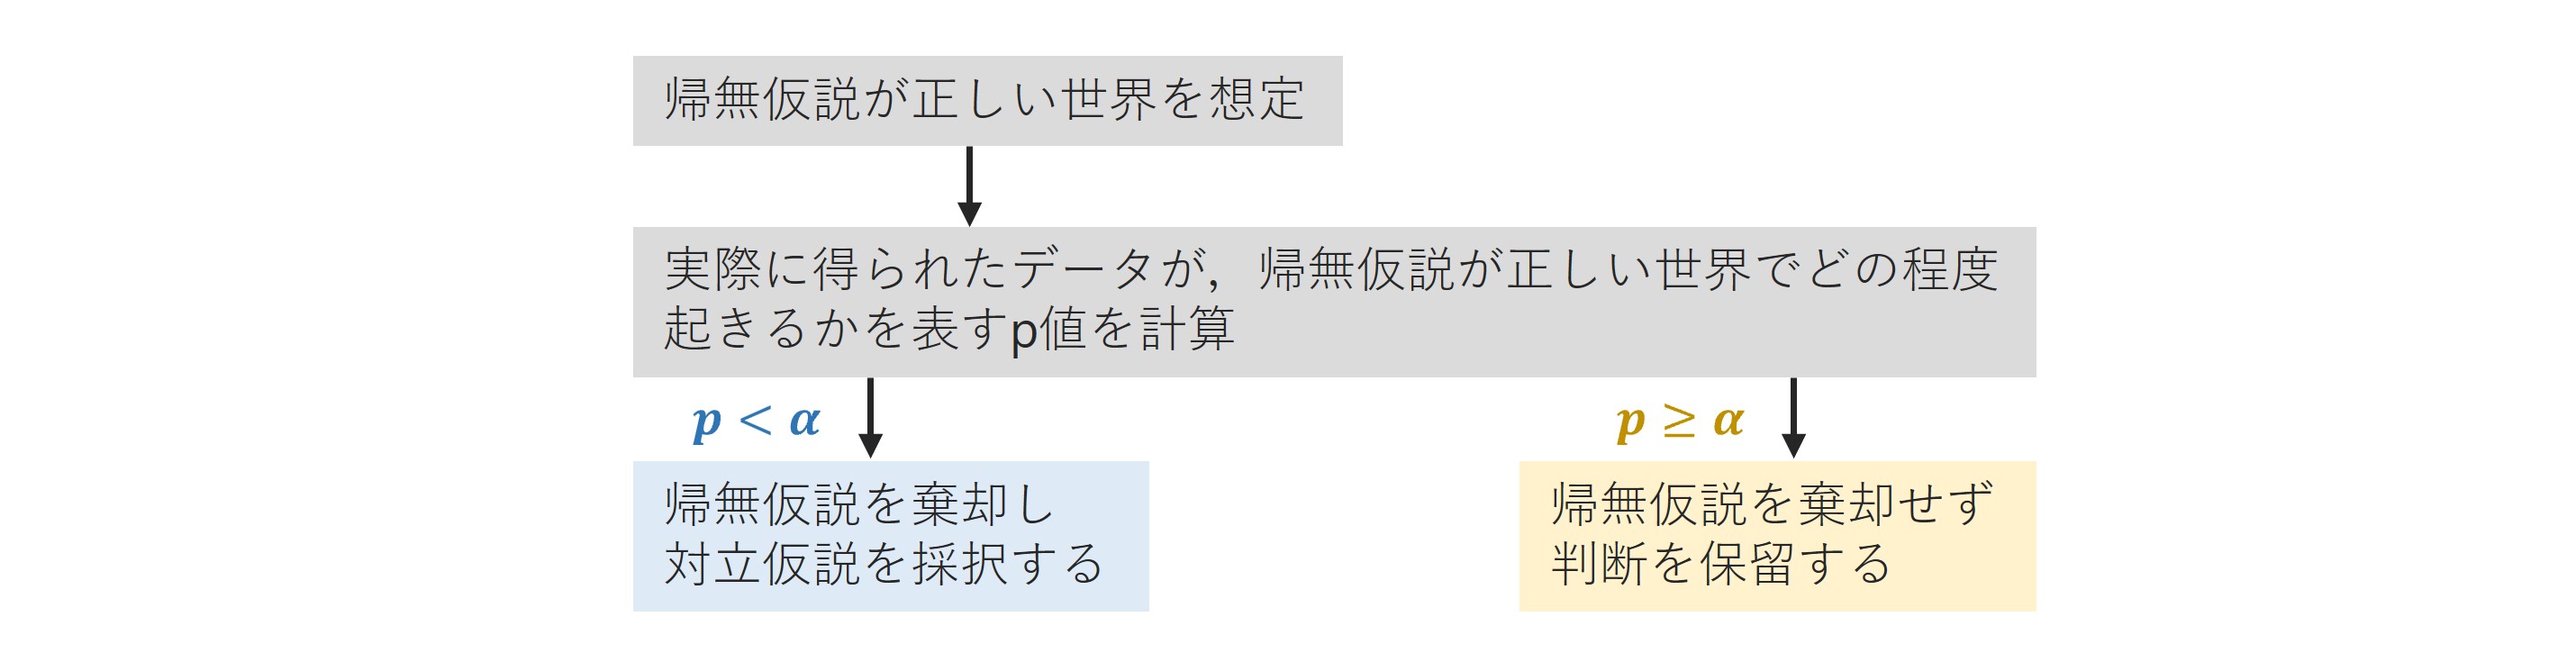 帰無仮説が正しい世界を想定
実際に得られたデータが，帰無仮説が正しい世界でどの程度
起きるかを表すp値を計算
p < α
p ≥ α
帰無仮説を棄却し
対立仮説を採択する
帰無仮説を棄却せず
判断を保留する